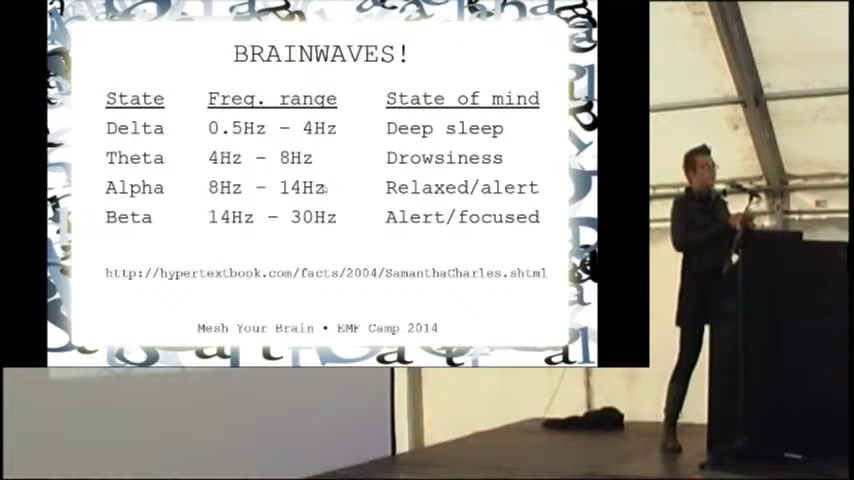 BRAINWAVES!
State Freq. range State of mind
Delta 0.5Hz – 4Hz Deep sleep
Theta 4Hz – 8Hz Drowsiness
Alpha 8Hz – 14Hz Relaxed/alert
Beta 14Hz – 30Hz Alert/focused
http://hypertextbook.com/facts/2004/SamanthaCharles.shtml
Mesh Your Brain • EMF Camp 2014